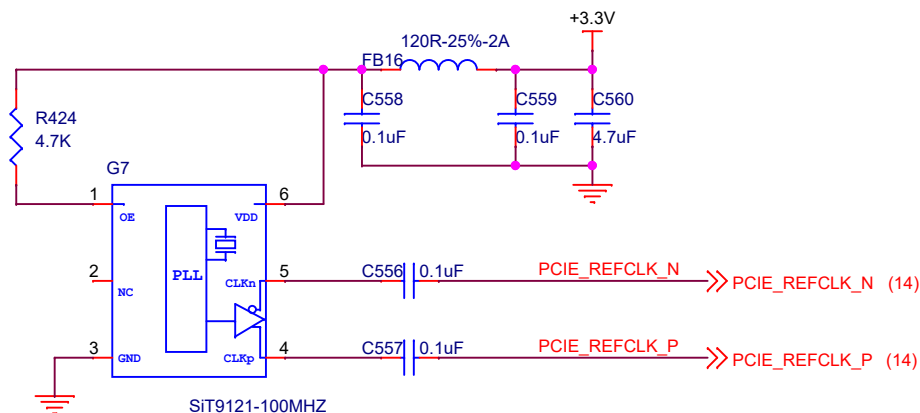 +3.3V
120R-25%-2A
FB16
R424
4.7K
C558
0.1uF
C559
0.1uF
C560
4.7uF
G7
1
OE
VDD
6
2
NC
PLL
CLKn
5
C556
0.1uF
PCIE_REFCLK_N
PCIE_REFCLK_N (14)
3
GND
CLKp
4
C557
0.1uF
PCIE_REFCLK_P
PCIE_REFCLK_P (14)
SiT9121-100MHZ